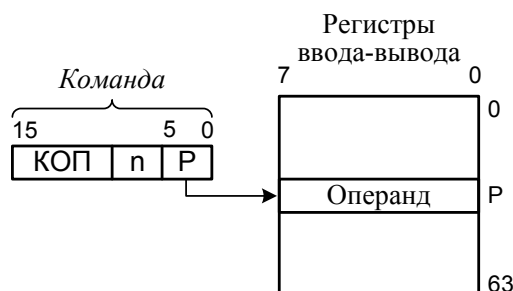 Регистры
ввода-вывода
7 0
Команда
15 5 0
КОП n P
0
Операнд P
63